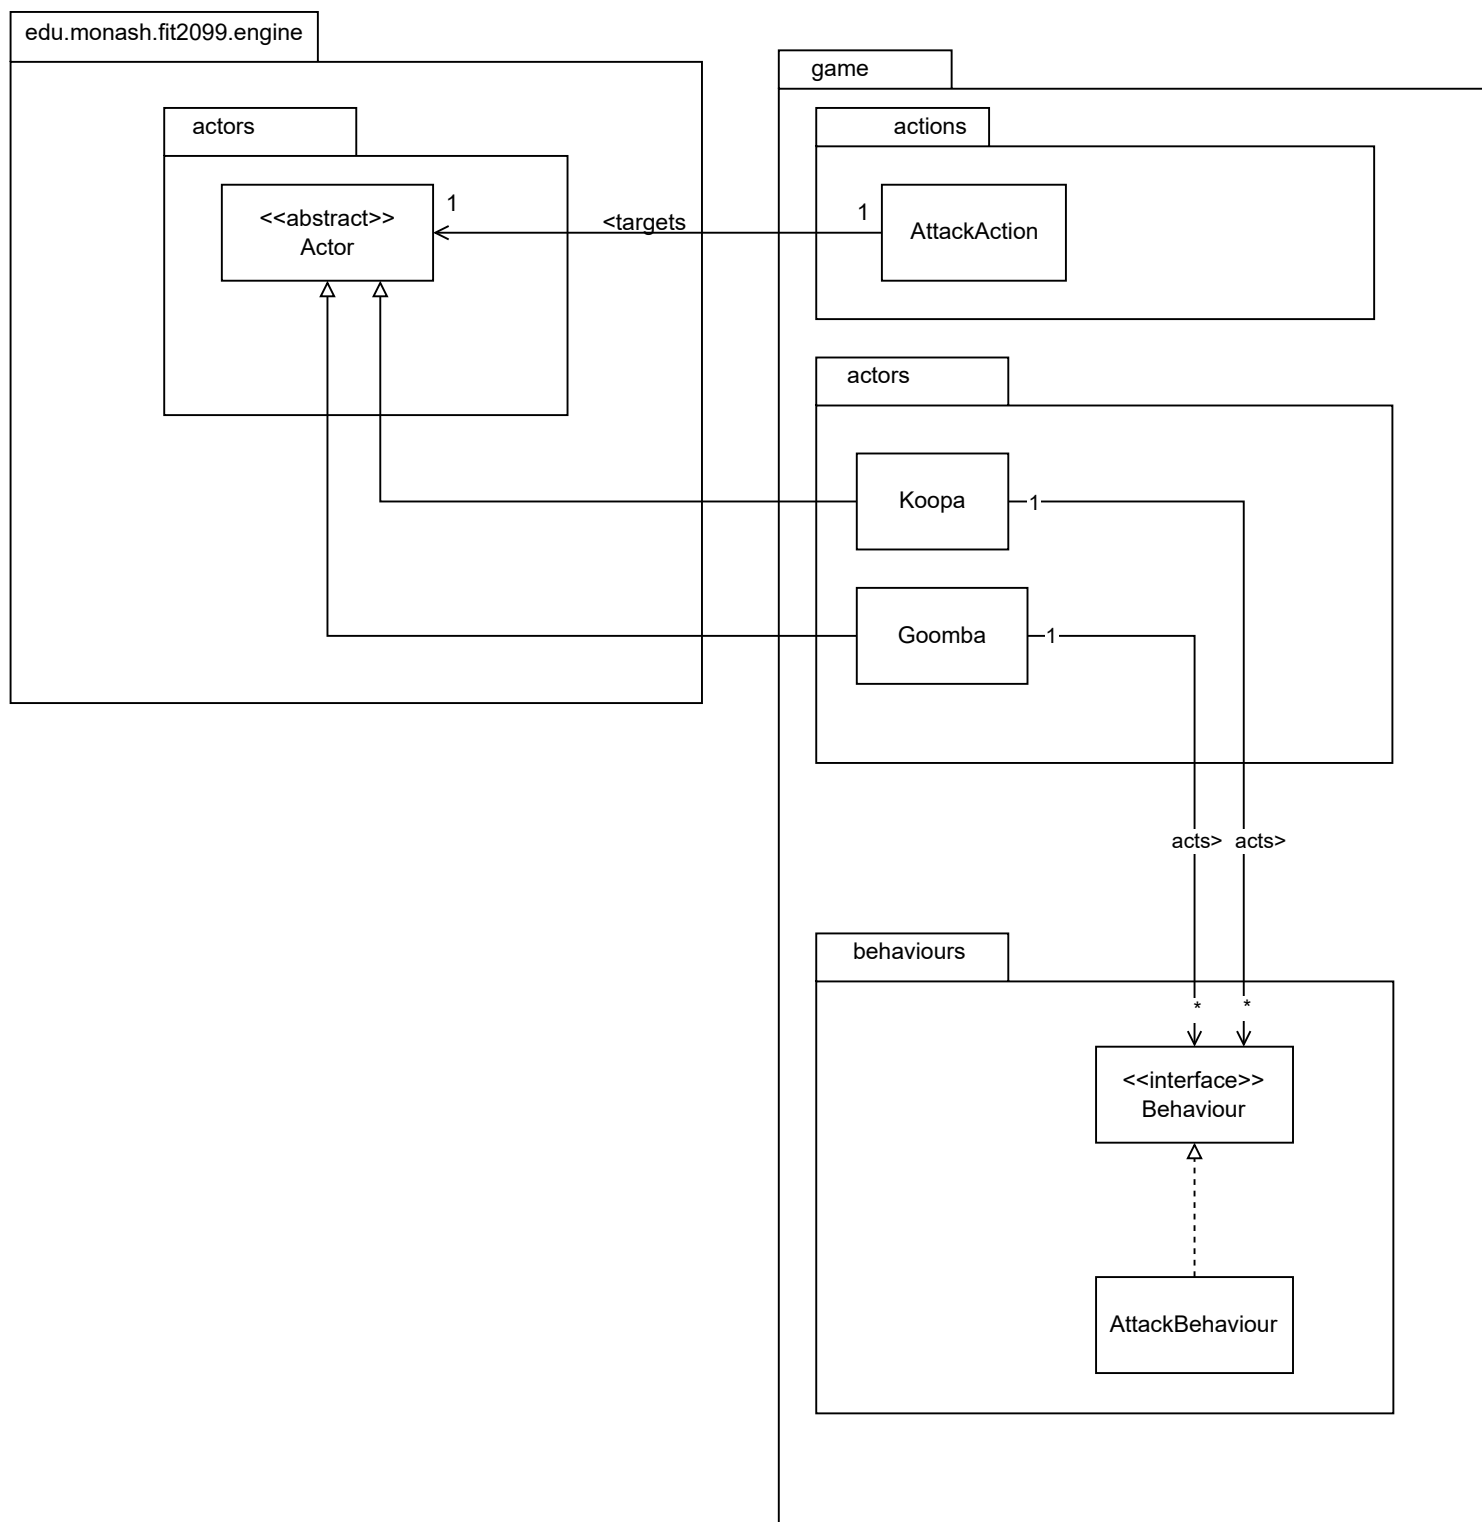 edu.monash.fit2099.engine
game
actors
actions
<<abstract>>
Actor
1
<targets
1
AttackAction
actors
Koopa
1
Goomba
1
acts>
acts>
behaviours
*
*
<<interface>>
Behaviour
AttackBehaviour